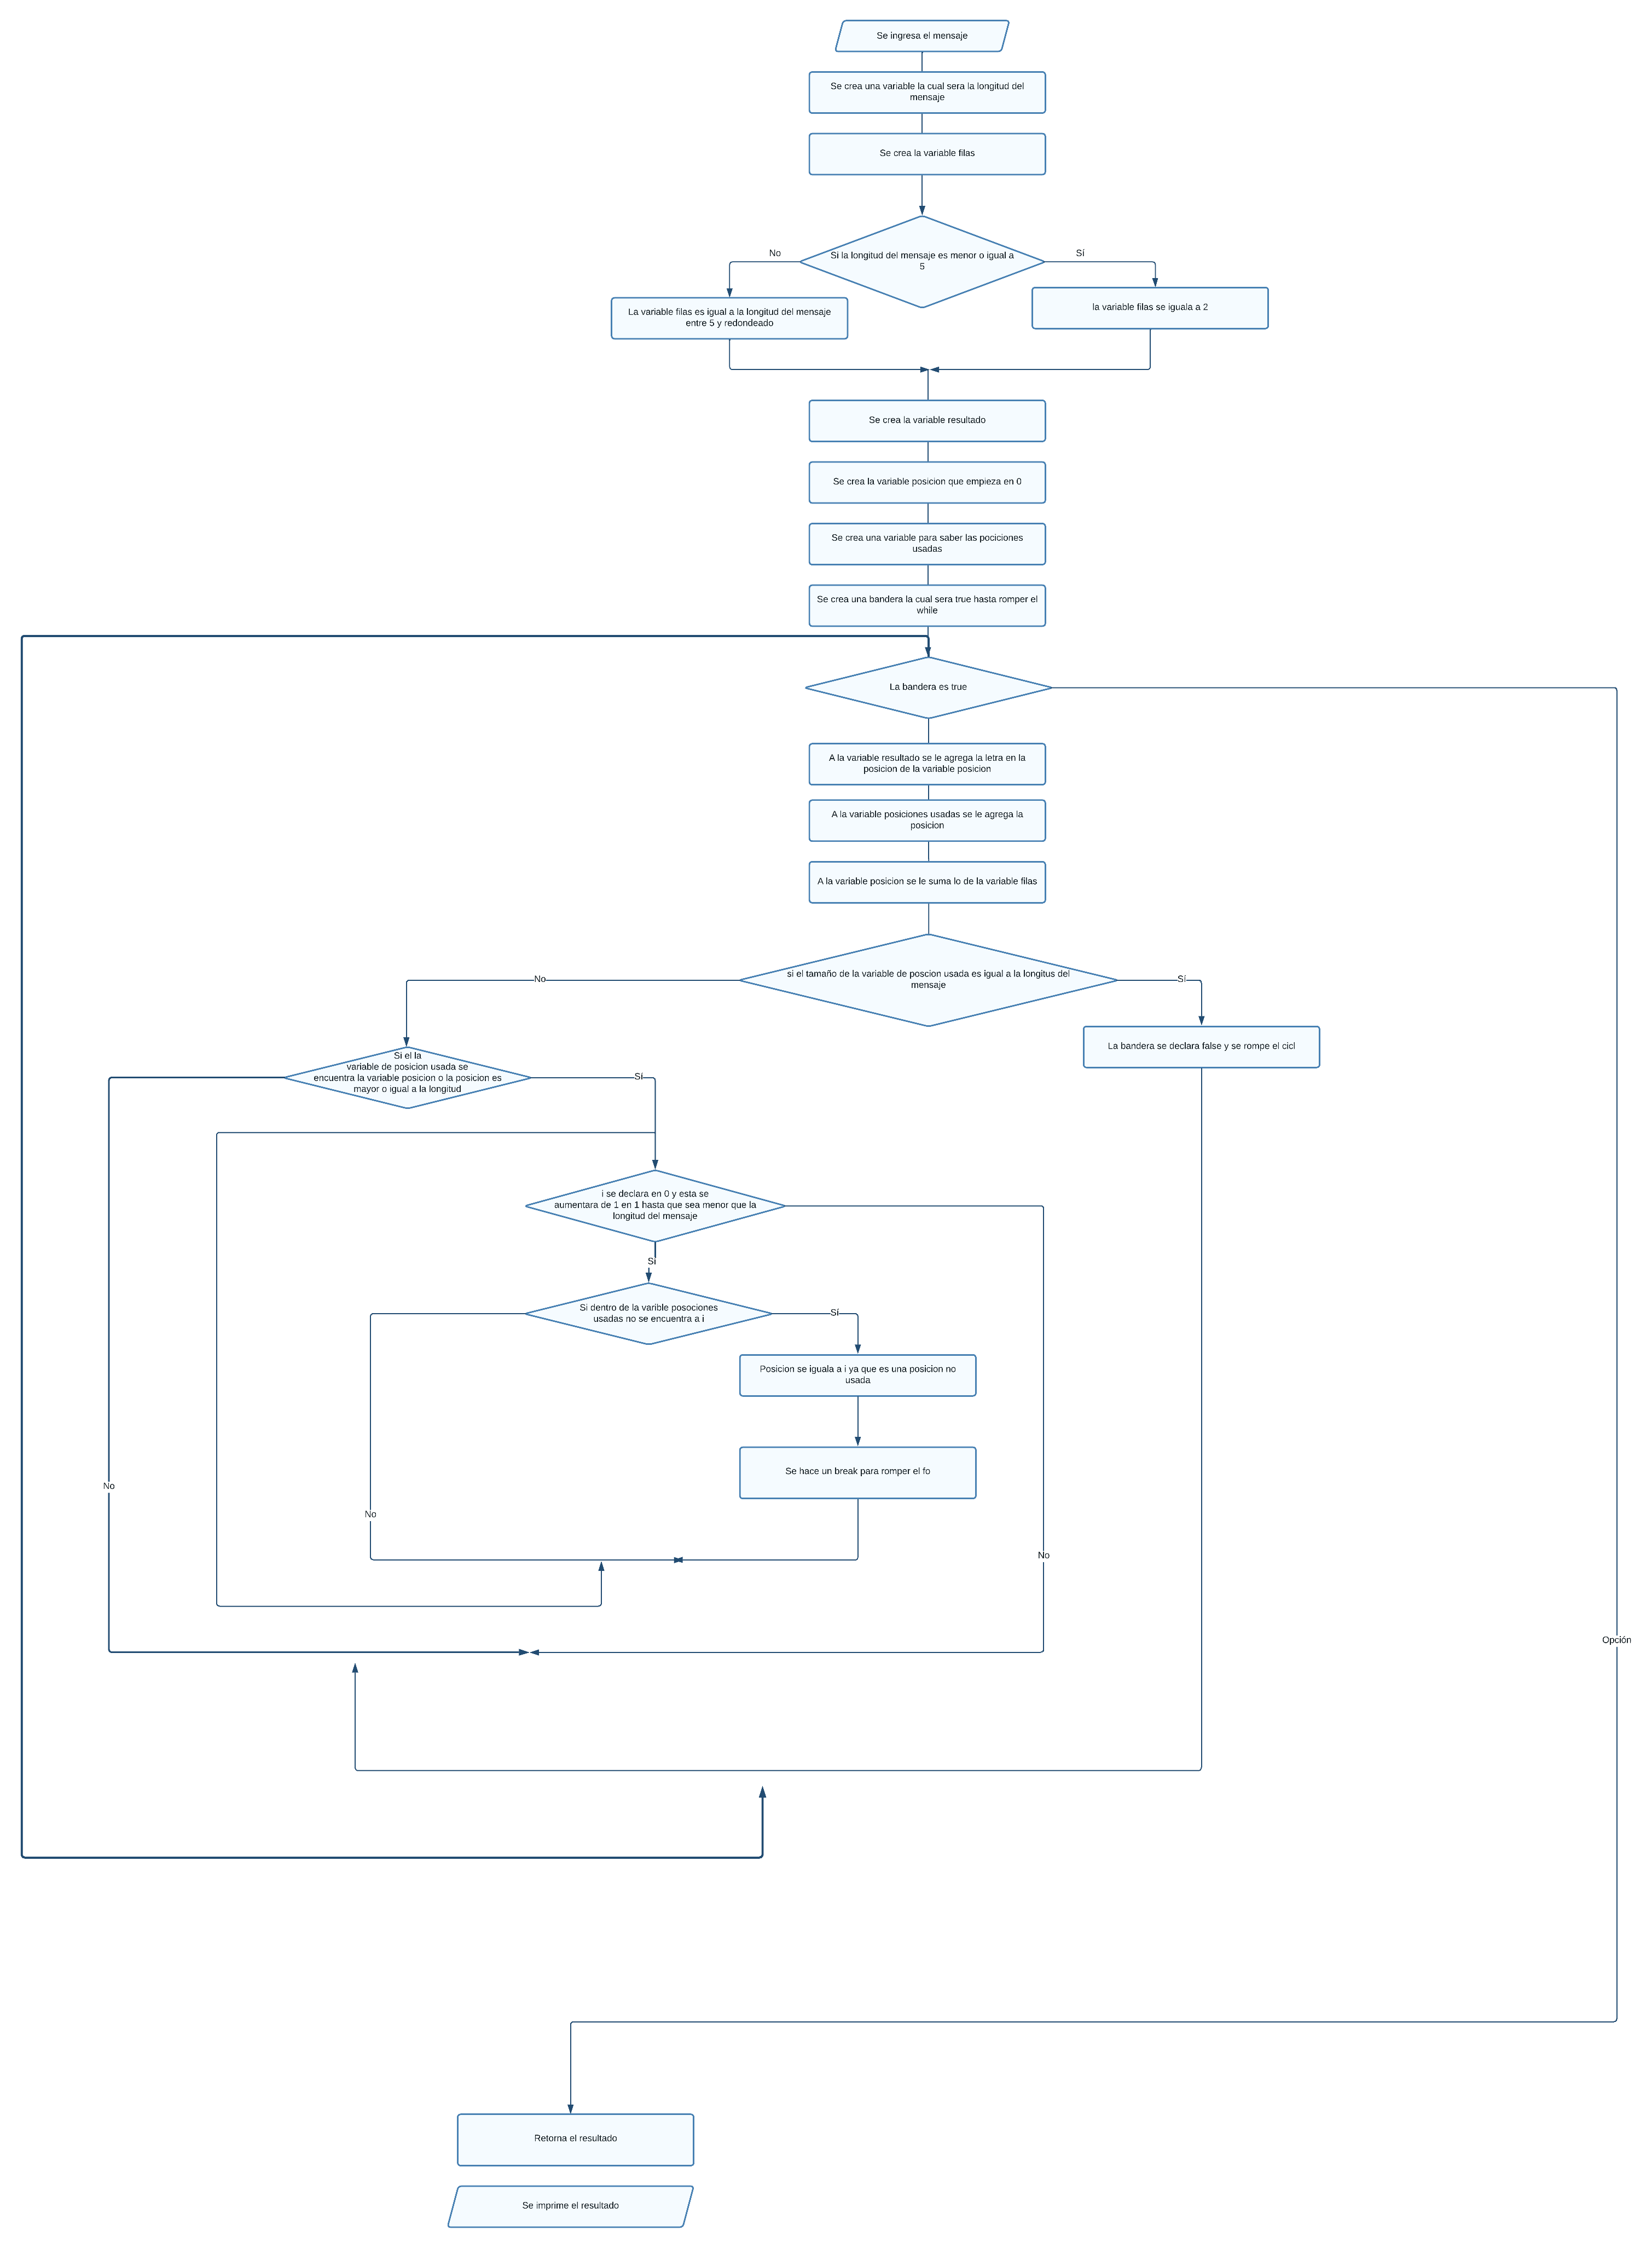 Se ingresa el mensaje
Se crea una variable la cual sera la longitud del
mensaje
Se crea la variable filas
Si la longitud del mensaje es menor o igual a
5
No
Sí
La variable filas es igual a la longitud del mensaje
entre 5 y redondeado
la variable filas se iguala a 2
Se crea la variable resultado
Se crea la variable posicion que empieza en 0
Se crea una variable para saber las pociciones
usadas
Se crea una bandera la cual sera true hasta romper el
while
La bandera es true
A la variable resultado se le agrega la letra en la
posicion de la variable posicion
A la variable posiciones usadas se le agrega la
posicion
A la variable posicion se le suma lo de la variable filas
si el tamaño de la variable de poscion usada es igual a la longitus del
mensaje
No
Sí
La bandera se declara false y se rompe el cicl
Si el la
variable de posicion usada se
encuentra la variable posicion o la posicion es
mayor o igual a la longitud
Sí
i se declara en 0 y esta se
aumentara de 1 en 1 hasta que sea menor que la
longitud del mensaje
Sí
Si dentro de la varible posociones
usadas no se encuentra a i
Sí
Posicion se iguala a i ya que es una posicion no
usada
Se hace un break para romper el fo
No
No
No
Opción
Retorna el resultado
Se imprime el resultado